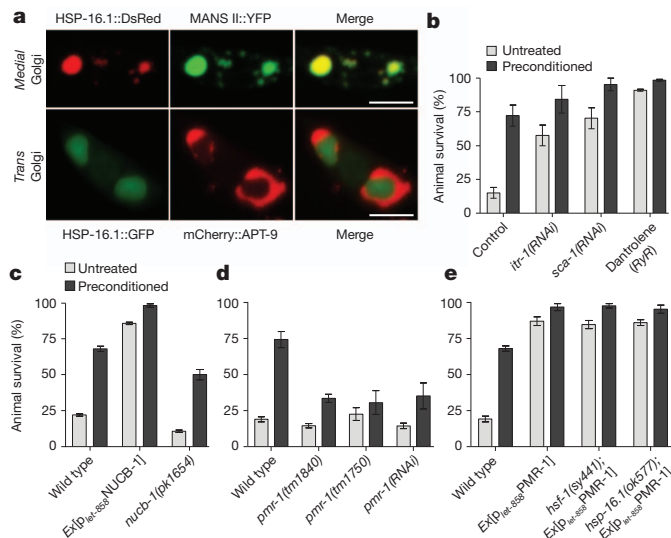 a
HSP-16.1::DsRed
MANS II::YFP
Merge
Medial
Golgi
Trans
Golgi
HSP-16.1::GFP
mCherry::APT-9
Merge
b
Untreated
Preconditioned
Animal survival (%)
100
75
50
25
0
Control
itr-1(RNAi)
sca-1(RNAi)
Dantrolene
(RyR)
c
Untreated
Preconditioned
Animal survival (%)
100
75
50
25
0
Wild type
Ex[plet-858NUCB-1]
nucb-1(pk1654)
d
Untreated
Preconditioned
100
75
50
25
0
Wild type
pmr-1(tm1840)
pmr-1(tm1750)
pmr-1(RNAi)
e
Untreated
Preconditioned
100
75
50
25
0
Wild type
Ex[plet-858PMR-1]
hsf-1(sy441);
Ex[plet-858PMR-1]
hsp-16.1(ok577);
Ex[plet-858PMR-1]